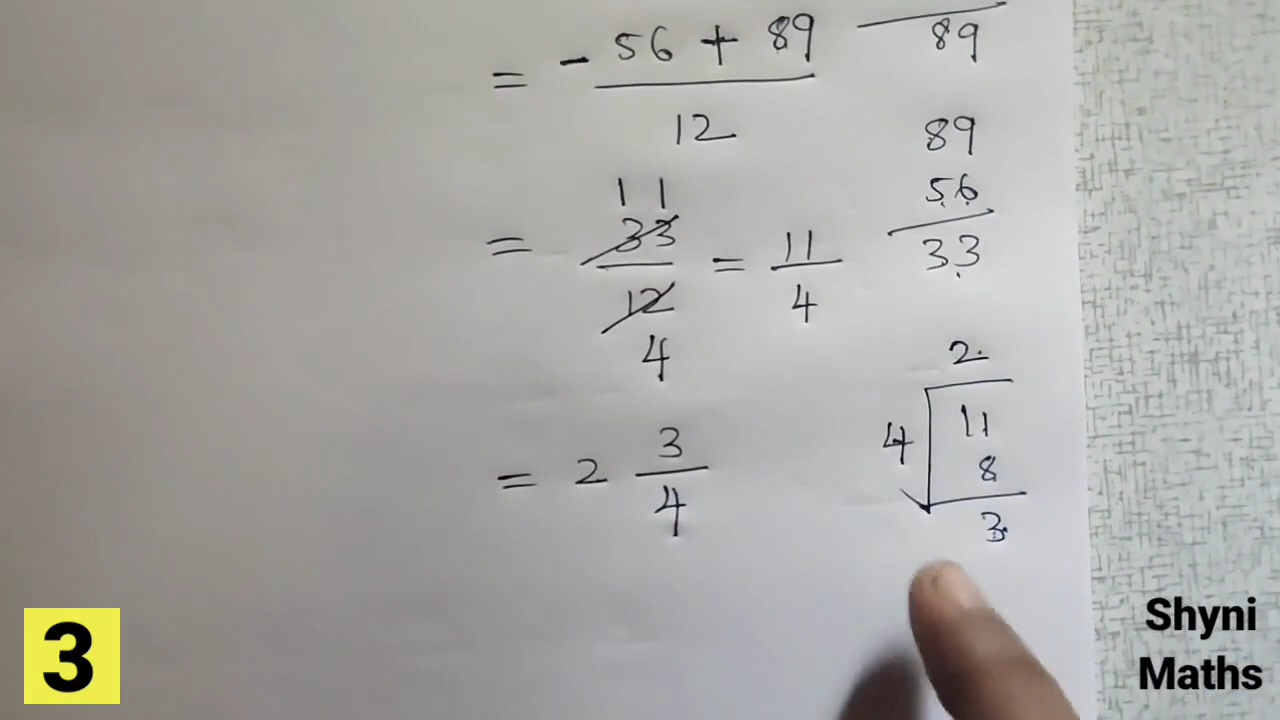 = - 56 + 89
12
= 33 = 11
12 4
11
4
= 2 3
4
89
89
56
33
2
4 11
8
3
3
Shyni
Maths